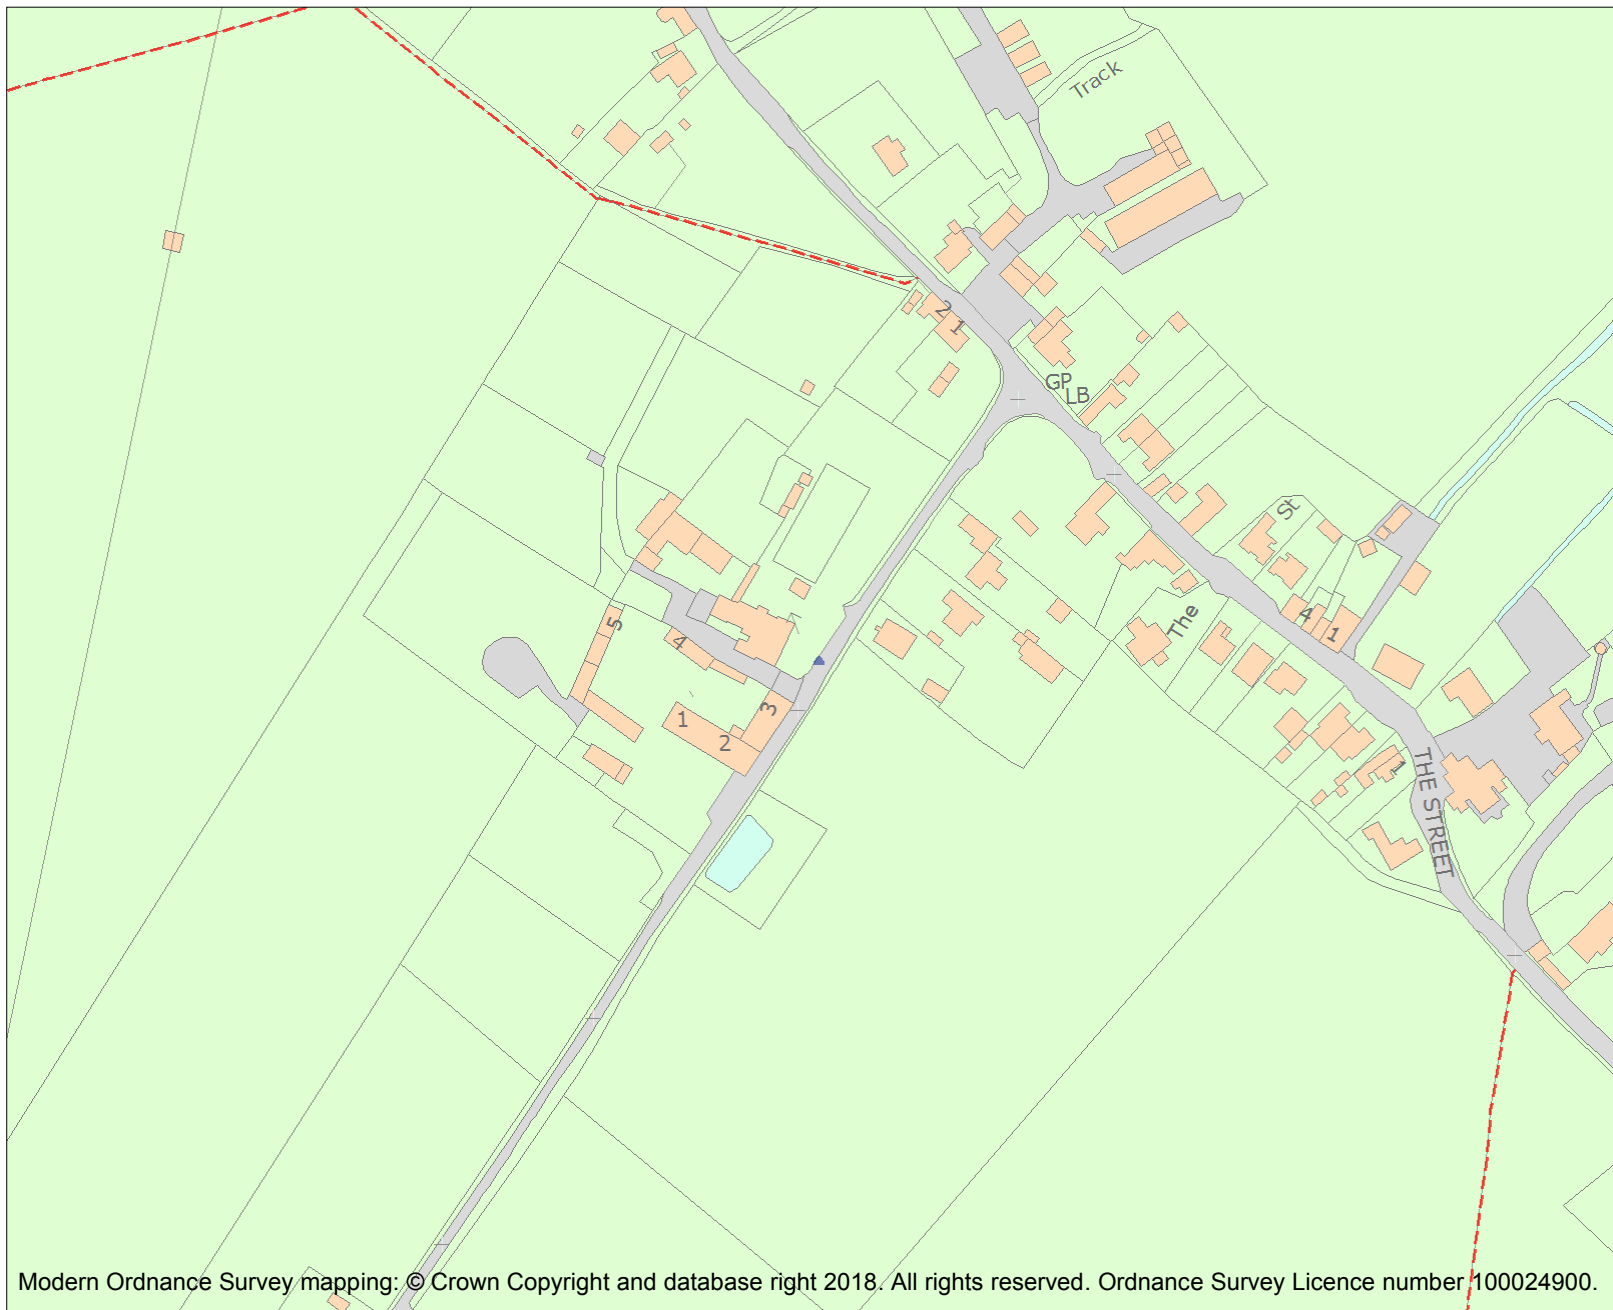 Track
2
1
GP
LB
St
The
4
1
5
4
3
1
2
1
THE STREET
Modern Ordnance Survey mapping: © Crown Copyright and database right 2018. All rights reserved. Ordnance Survey Licence number 100024900.